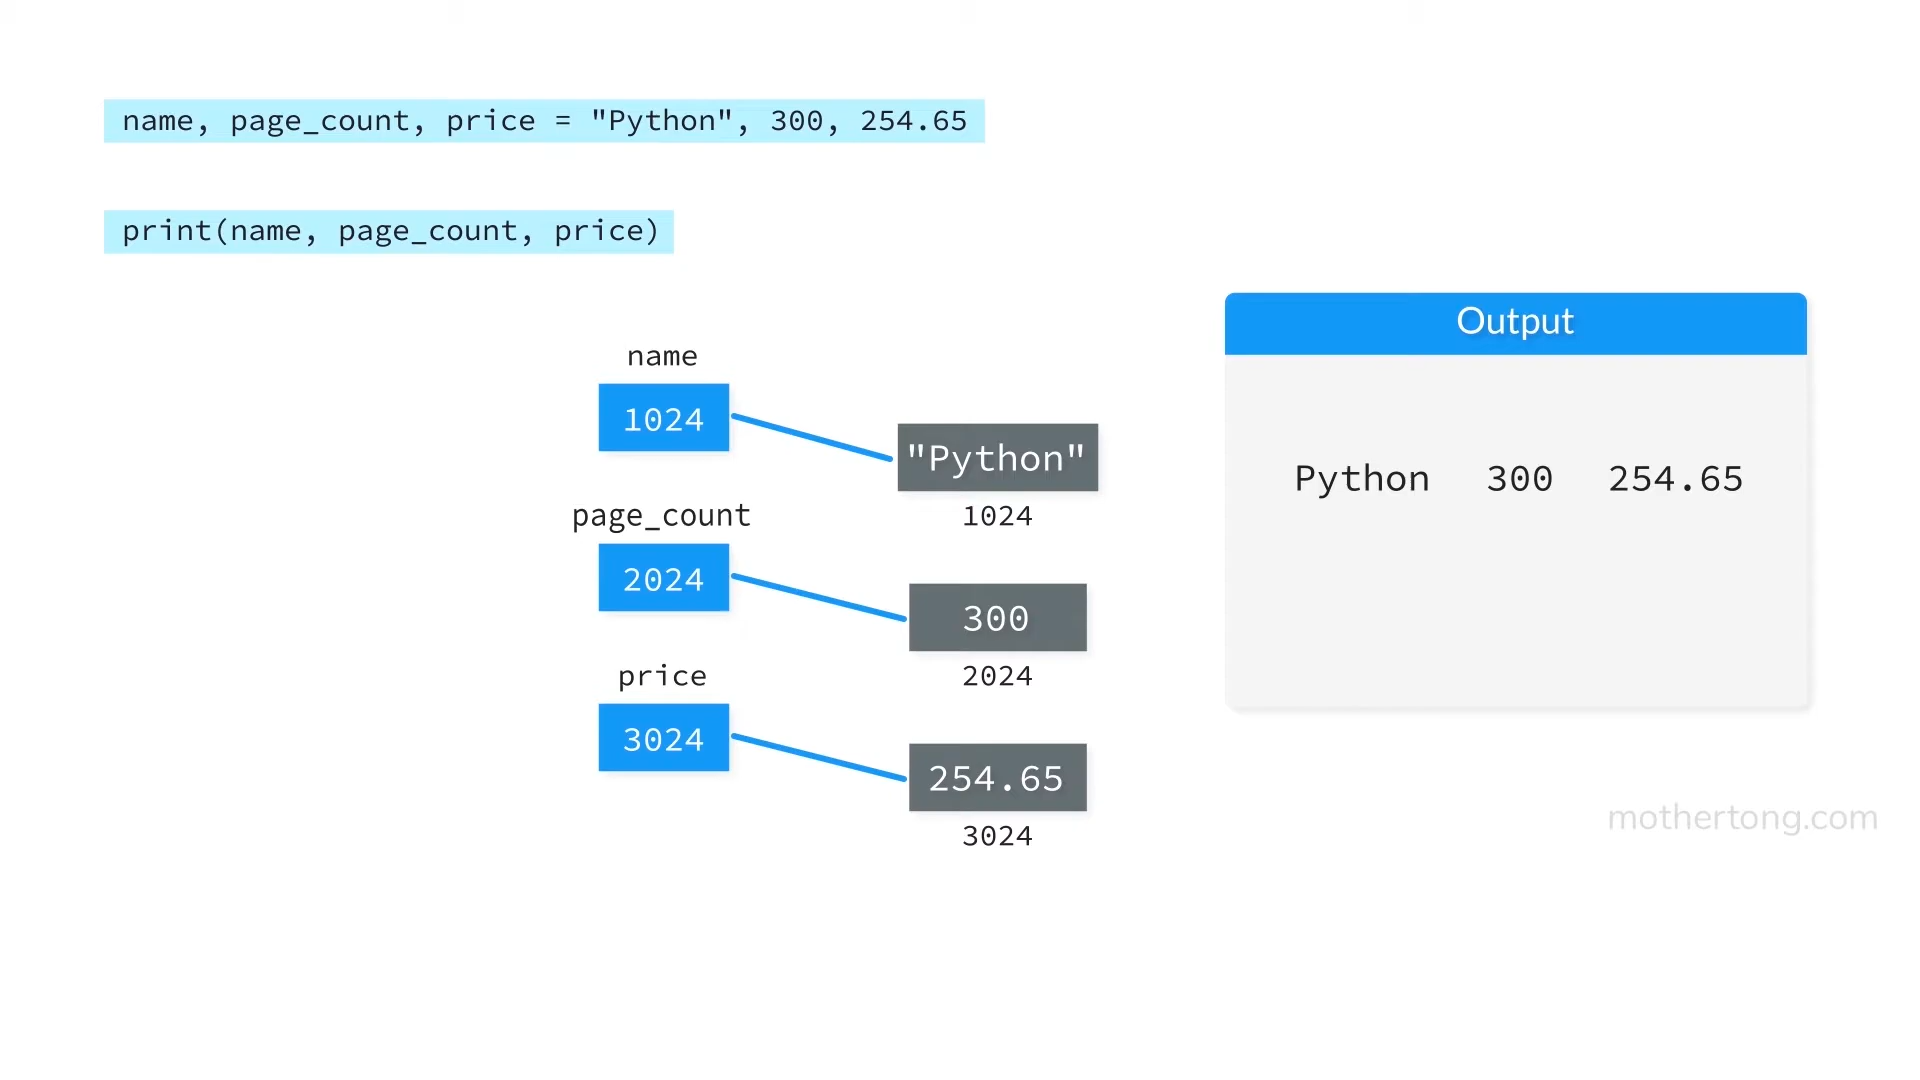 name, page_count, price = "Python", 300, 254.65
print(name, page_count, price)
name
1024
"Python"
1024
page_count
2024
300
2024
price
3024
254.65
3024
Output
Python 300 254.65
mothertong.com